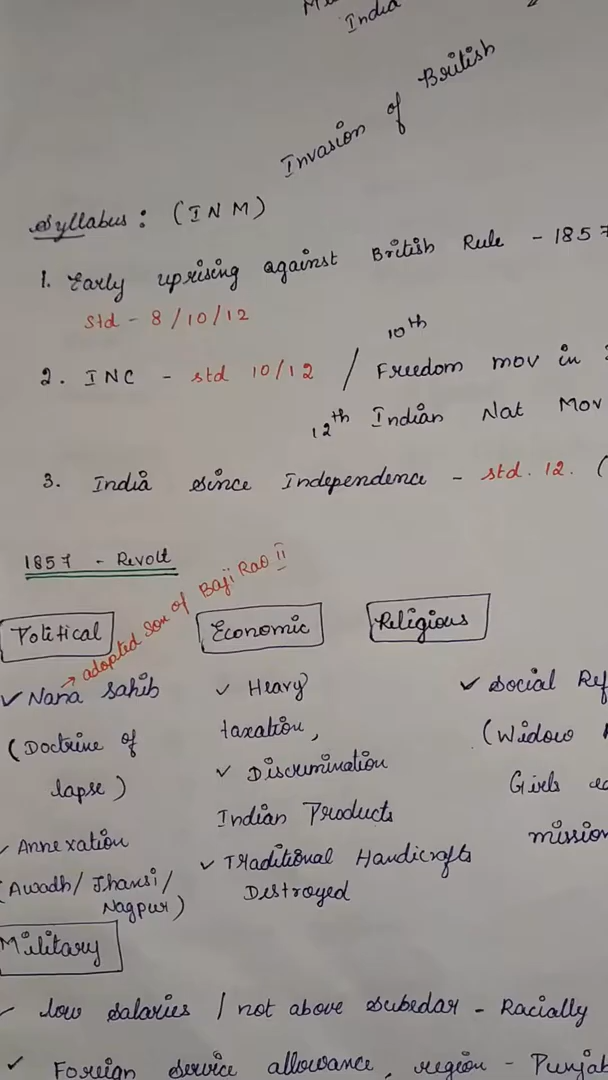 India
Invasion of British
Syllabus : (INM)
1. Early uprising against British Rule - 1857
Std - 8/10/12
2. INC - std 10/12 / 10th Freedom mov in
12th Indian Nat Mov
3. India since Independence - std. 12. (
1857 - Revolt
adopted son of Baji Rao II
Political
Economic
Religious
✓ Nana Sahib →
(Doctrine of
lapse)
✓ Annexation
(Awadh/Jhansi/
Nagpur)
✓ Heavy
taxation,
✓ Discrimination
Indian Products
✓ Traditional Handicrafts
Destroyed
✓ Social Ref
(Widow
Girls
mission
Military
✓ low salaries / not above subedar - Racially
✓ Foreign service allowance, region - Punjab